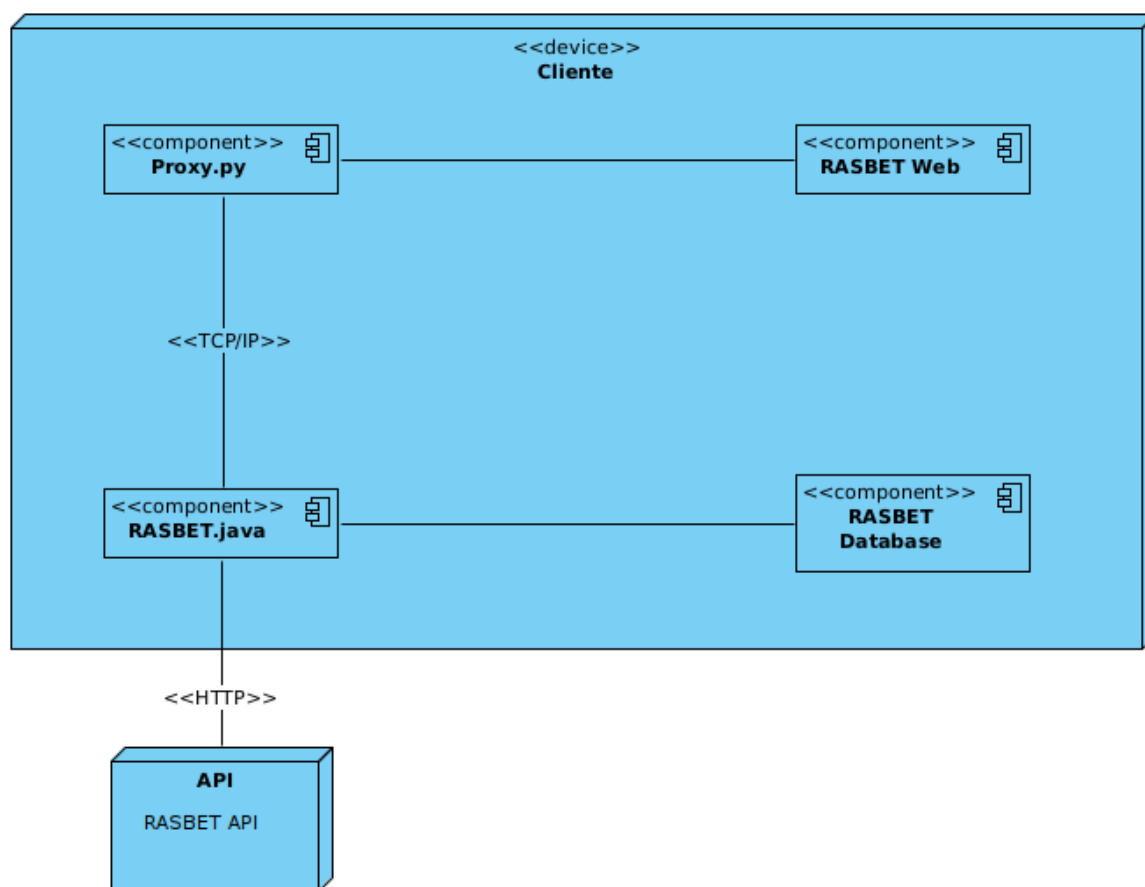 <<device>>
Cliente
<<component>>
Proxy.py
<<component>>
RASBET Web
<<TCP/IP>>
<<component>>
RASBET.java
<<component>>
RASBET
Database
<<HTTP>>
API
RASBET API